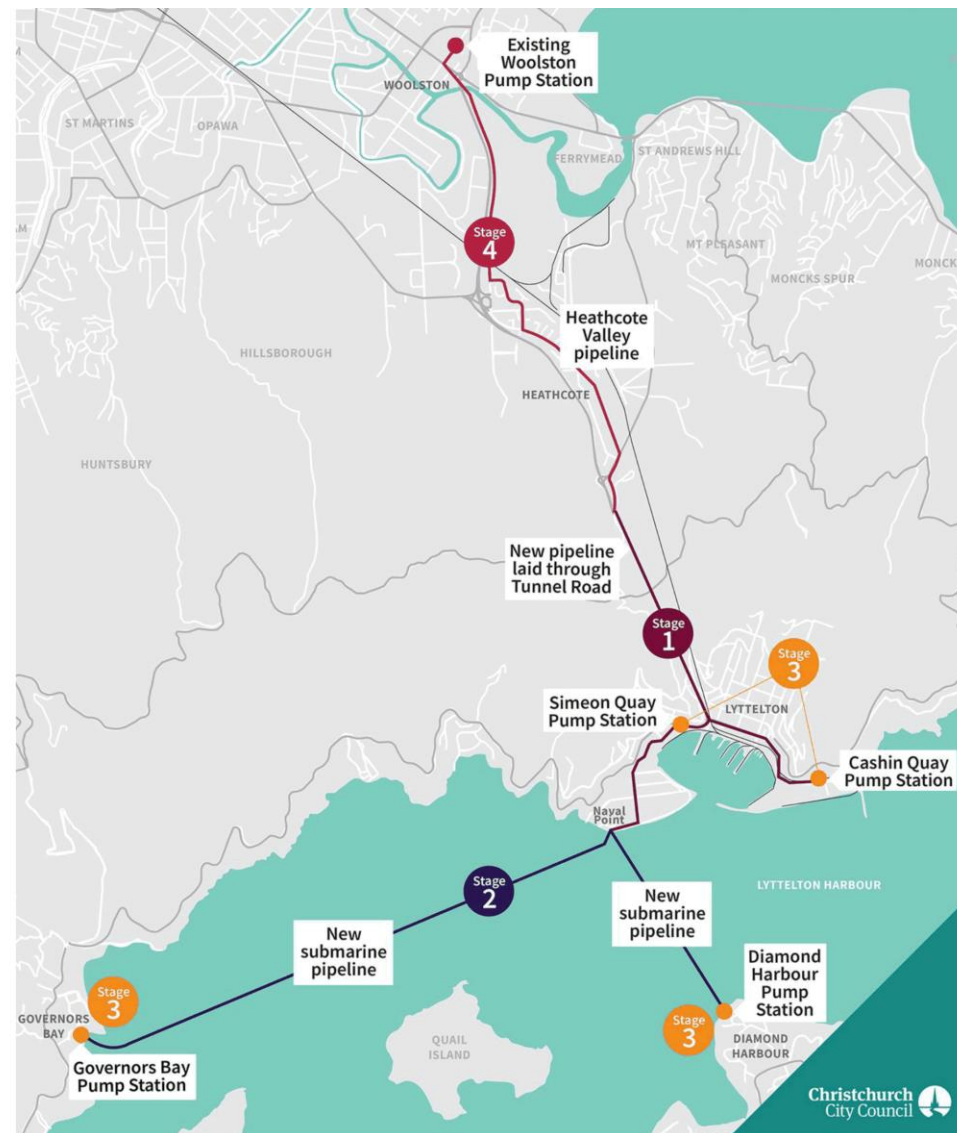 Existing
Woolston
Pump Station
WOOLSTON
ST MARTINS
OPAWA
FERRYMEAD
ST ANDREWS HILL
Stage
4
MT PLEASANT
MONCKS SPUR
MONCK
Heathcote
Valley
pipeline
HILLSBOROUGH
HEATHCOTE
HUNTSBURY
New pipeline
laid through
Tunnel Road
Stage
1
Stage
3
Simeon Quay
Pump Station
LYTTELTON
Cashin Quay
Pump Station
Naval
Point
Stage
2
LYTTELTON HARBOUR
New
submarine
pipeline
New
submarine
pipeline
Diamond
Harbour
Pump
Station
Stage
3
GOVERNORS
BAY
Stage
3
QUAIL
ISLAND
DIAMOND
HARBOUR
Governors Bay
Pump Station
Christchurch
City Council